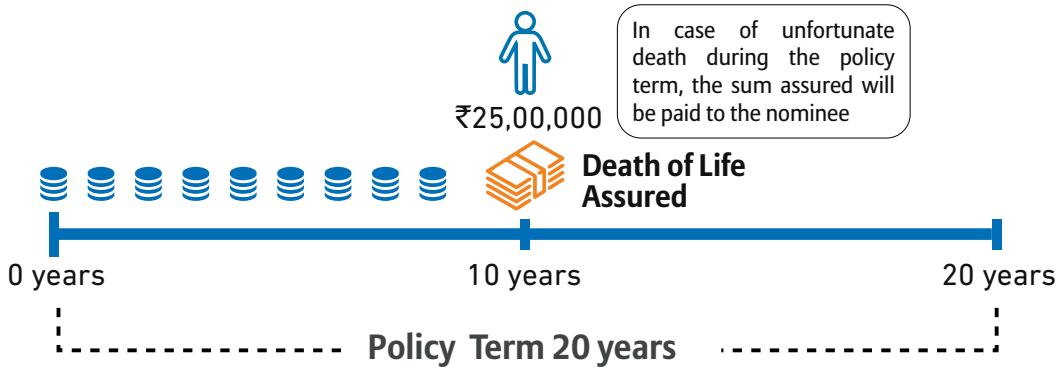 In case of unfortunate
death during the policy
term, the sum assured will
be paid to the nominee
₹25,00,000
Death of Life
Assured
0 years
10 years
20 years
Policy Term 20 years